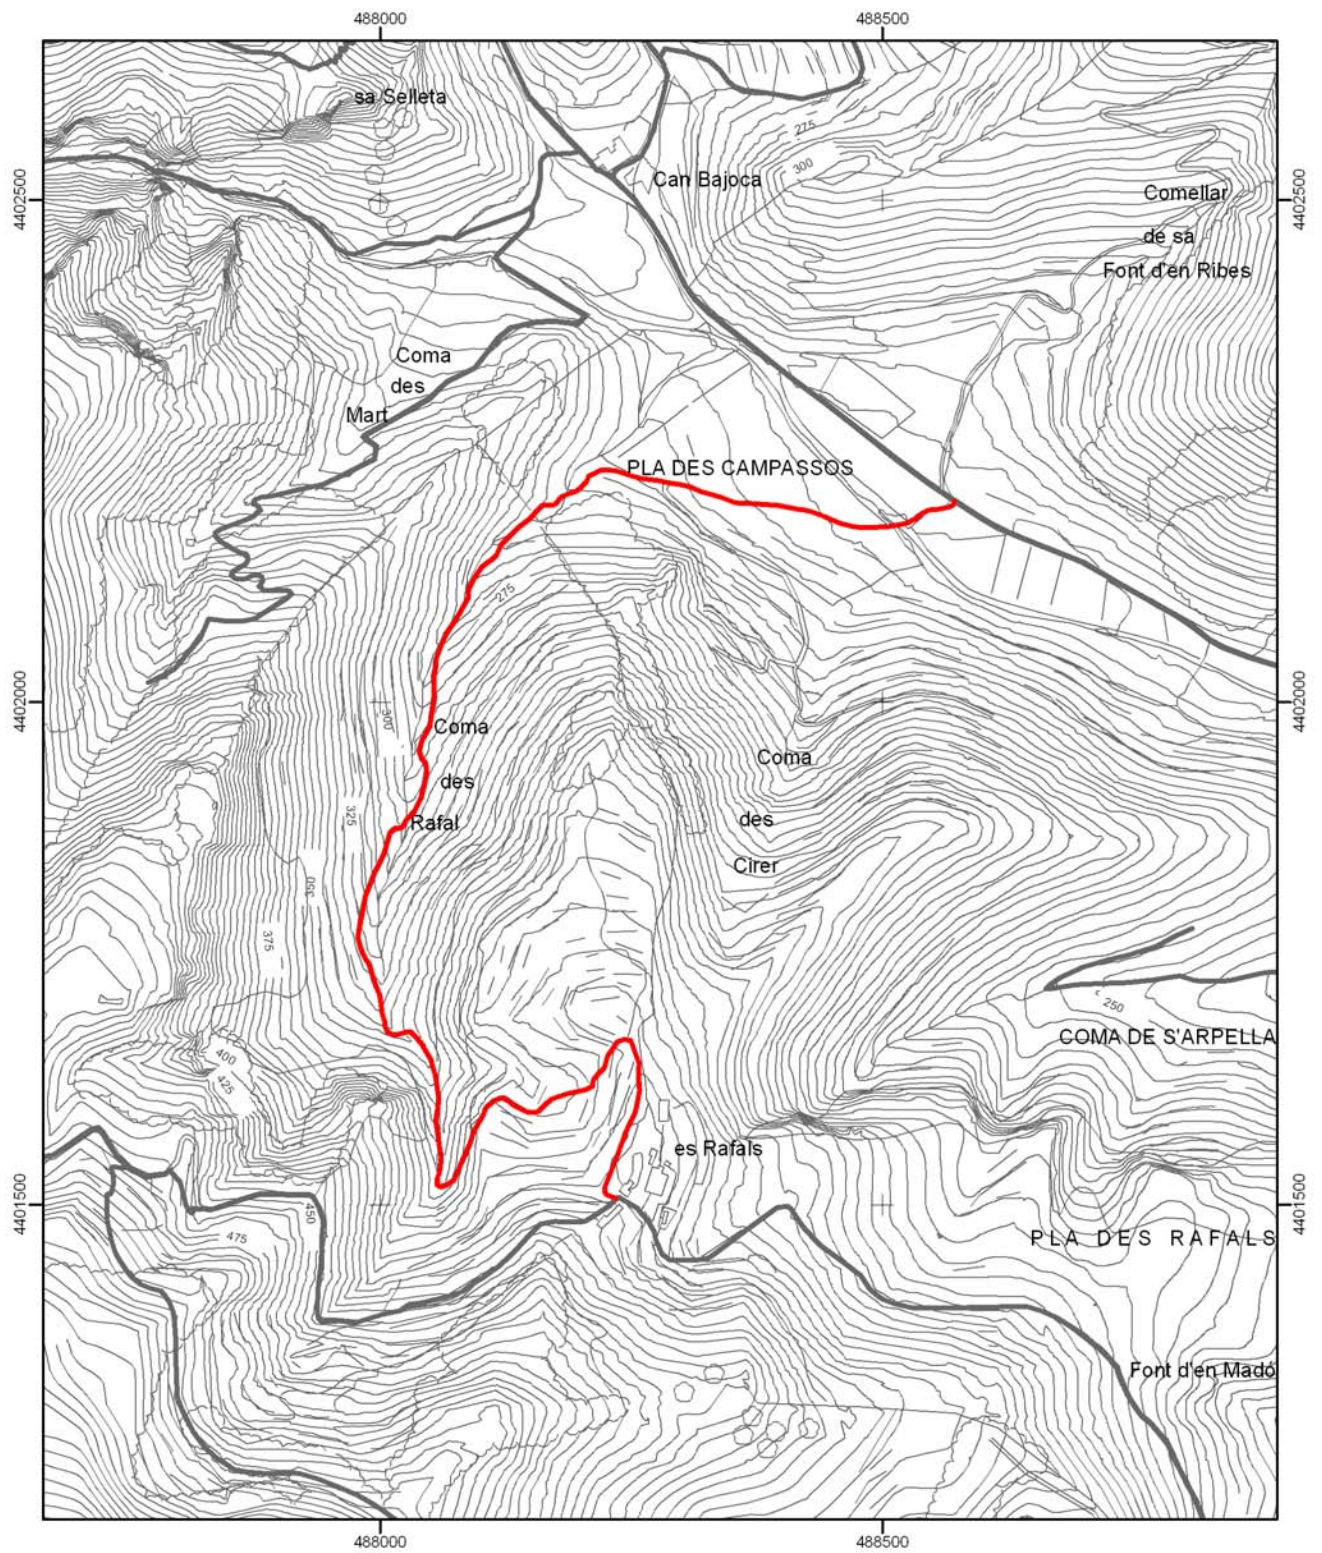 488000
488500
sa Selleta
275
300
Can Bajoca
4402500
4402500
Comellar
de sa
Font d'en Ribes
Coma
des
Mart
PLA DES CAMPASSOS
275
4402000
4402000
300
Coma
des
Rafal
Coma
des
Cirer
325
350
375
250
COMA DE S'ARPELLA
400
425
es Rafals
4401500
4401500
450
475
PLA DES RAFALS
Font d'en Madó
488000
488500